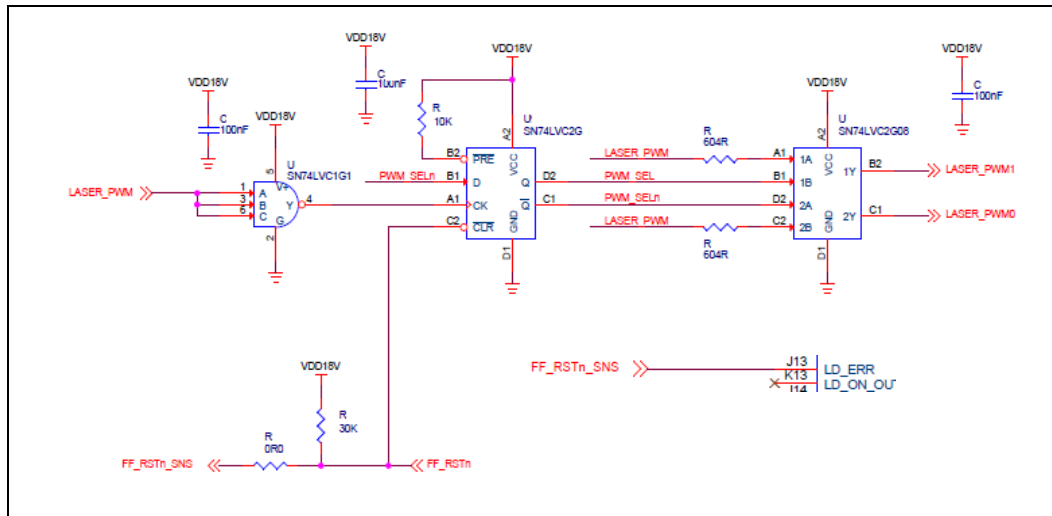 VDD18V
C
100nF
VDD18V
U
SN74LVC1G1
LASER_PWM
1
3
6
A
B
C
V+
Y
G
5
4
2
VDD18V
C
100nF
VDD18V
R
10K
U
SN74LVC2G
A2
B2
PRE
VCC
PWM_SELn
B1
D
Q
D2
A1
CK
Q
C1
C2
CLR
GND
D1
LASER_PWM
R
604R
PWM_SEL
PWM_SELn
LASER_PWM
R
604R
VDD18V
U
SN74LVC2G08
A2
A1
1A
VCC
1Y
B2
LASER_PWM1
B1
1B
D2
2A
2Y
C1
LASER_PWM0
C2
2B
GND
D1
VDD18V
C
100nF
VDD18V
R
30K
R
0R0
FF_RSTn_SNS
FF_RSTn
FF_RSTn_SNS
J13
LD_ERR
K13
LD_ON_OUT
J14